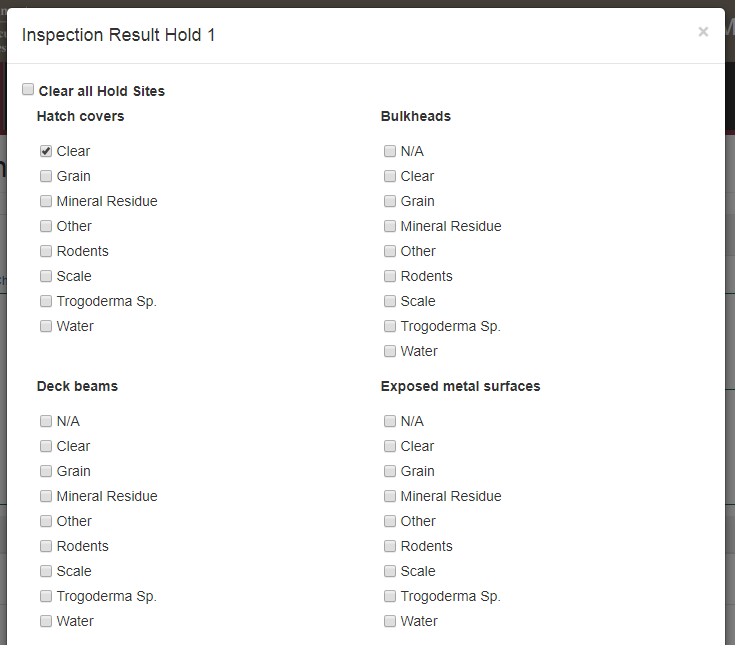 Inspection Result Hold 1
×
Clear all Hold Sites
Hatch covers
Clear
Grain
Mineral Residue
Other
Rodents
Scale
Trogoderma Sp.
Water
Bulkheads
N/A
Clear
Grain
Mineral Residue
Other
Rodents
Scale
Trogoderma Sp.
Water
Deck beams
N/A
Clear
Grain
Mineral Residue
Other
Rodents
Scale
Trogoderma Sp.
Water
Exposed metal surfaces
N/A
Clear
Grain
Mineral Residue
Other
Rodents
Scale
Trogoderma Sp.
Water